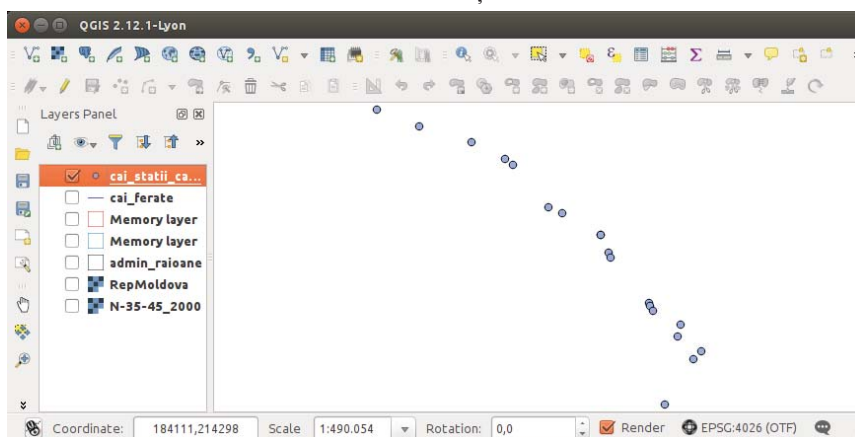 QGIS 2.12.1-Lyon
Layers Panel
cai_statii_ca...
cai_ferate
Memory layer
Memory layer
admin_raioane
RepMoldova
N-35-45_2000
Coordinate: 184111,214298 Scale 1:490.054 Rotation: 0,0 Render EPSG:4026 (OTF)